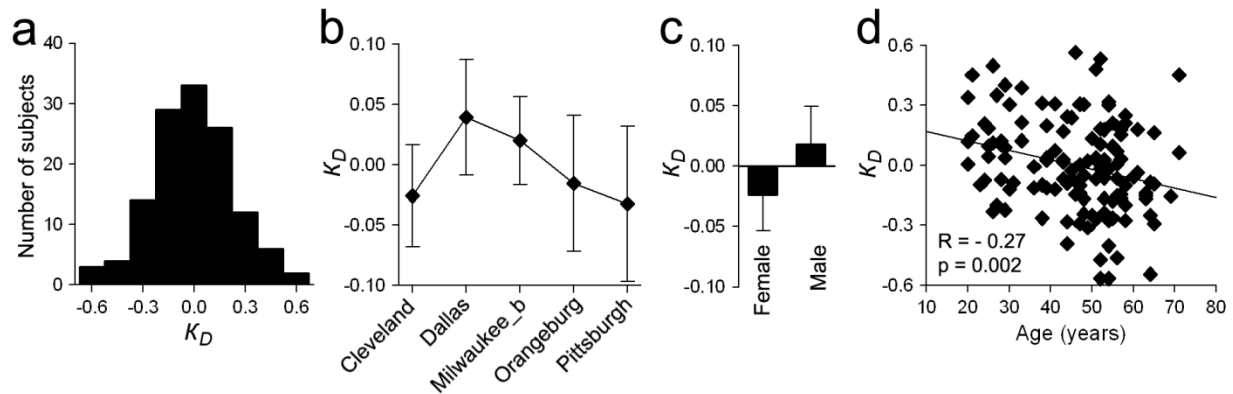 a
Number of subjects
40
30
20
10
0
-0.6 -0.3 0.0 0.3 0.6
K_D
b
K_D
0.10
0.05
0.00
-0.05
-0.10
Cleveland
Dallas
Milwaukee_b
Orangeburg
Pittsburgh
c
K_D
0.10
0.05
0.00
-0.05
-0.10
Female
Male
d
K_D
0.6
0.3
0.0
-0.3
-0.6
R = - 0.27
p = 0.002
10 20 30 40 50 60 70 80
Age (years)